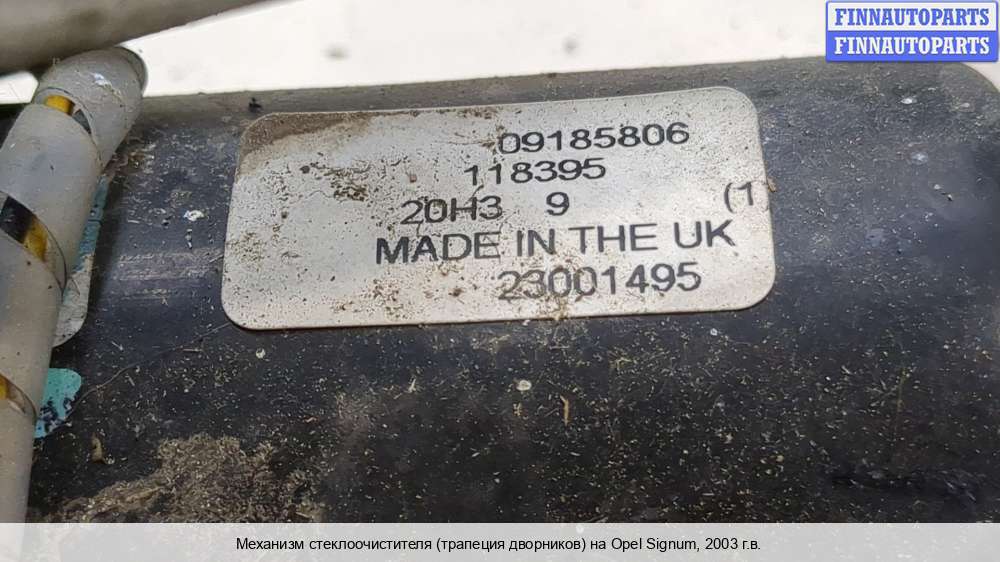 FINNAUTOPARTS
FINNAUTOPARTS
09185806
118395
20H3 9 (1)
MADE IN THE UK
23001495
Механизм стеклоочистителя (трапеция дворников) на Opel Signum, 2003 г.в.